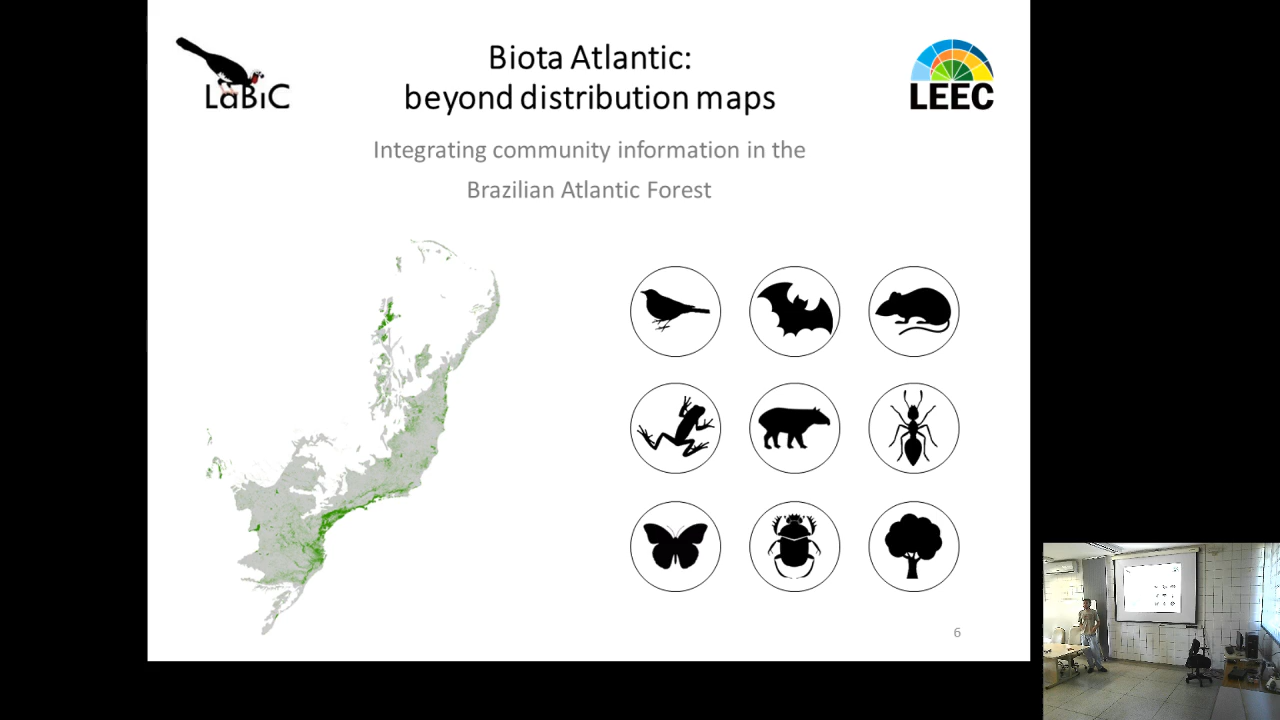 LaBiC
Biota Atlantic:
beyond distribution maps
LEEC
Integrating community information in the
Brazilian Atlantic Forest
6